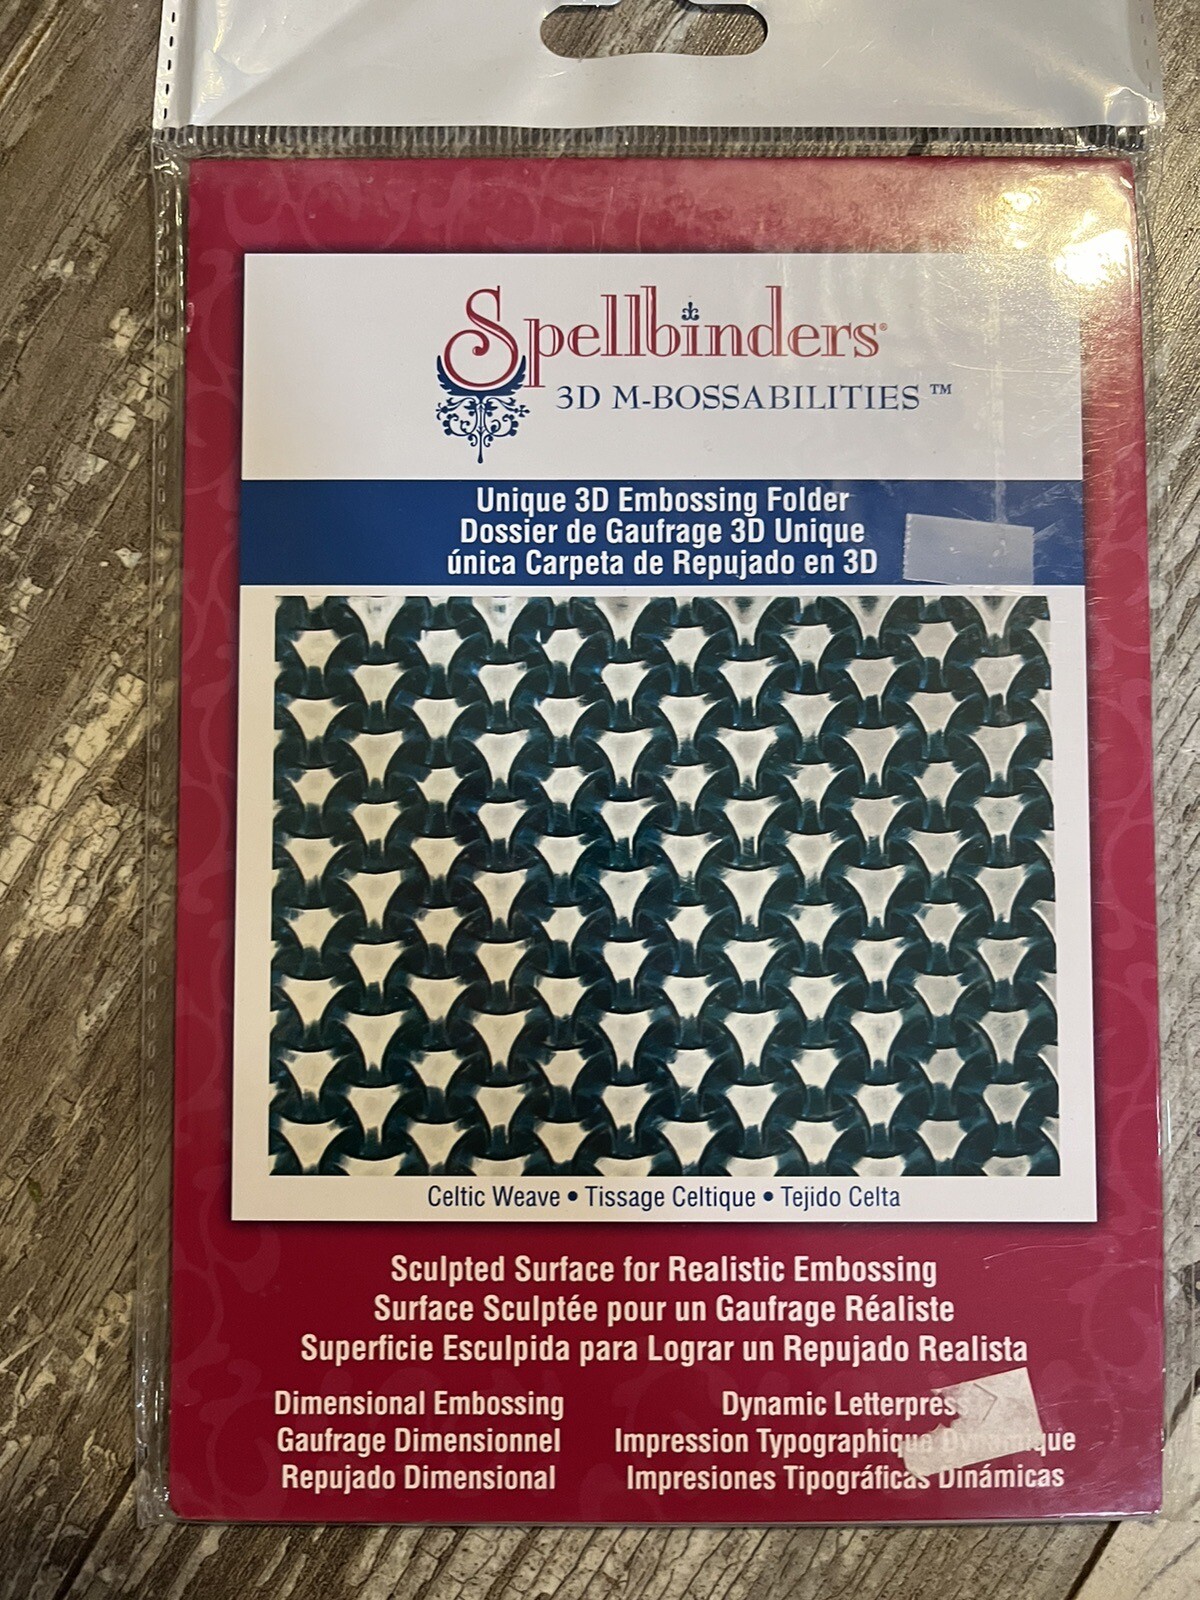 Spellbinders®
3D M-BOSSABILITIES™
Unique 3D Embossing Folder
Dossier de Gaufrage 3D Unique
única Carpeta de Repujado en 3D
Celtic Weave • Tissage Celtique • Tejido Celta
Sculpted Surface for Realistic Embossing
Surface Sculptée pour un Gaufrage Réaliste
Superficie Esculpida para Lograr un Repujado Realista
Dimensional Embossing
Gaufrage Dimensionnel
Repujado Dimensional
Dynamic Letterpress
Impression Typographique Dynamique
Impresiones Tipográficas Dinámicas